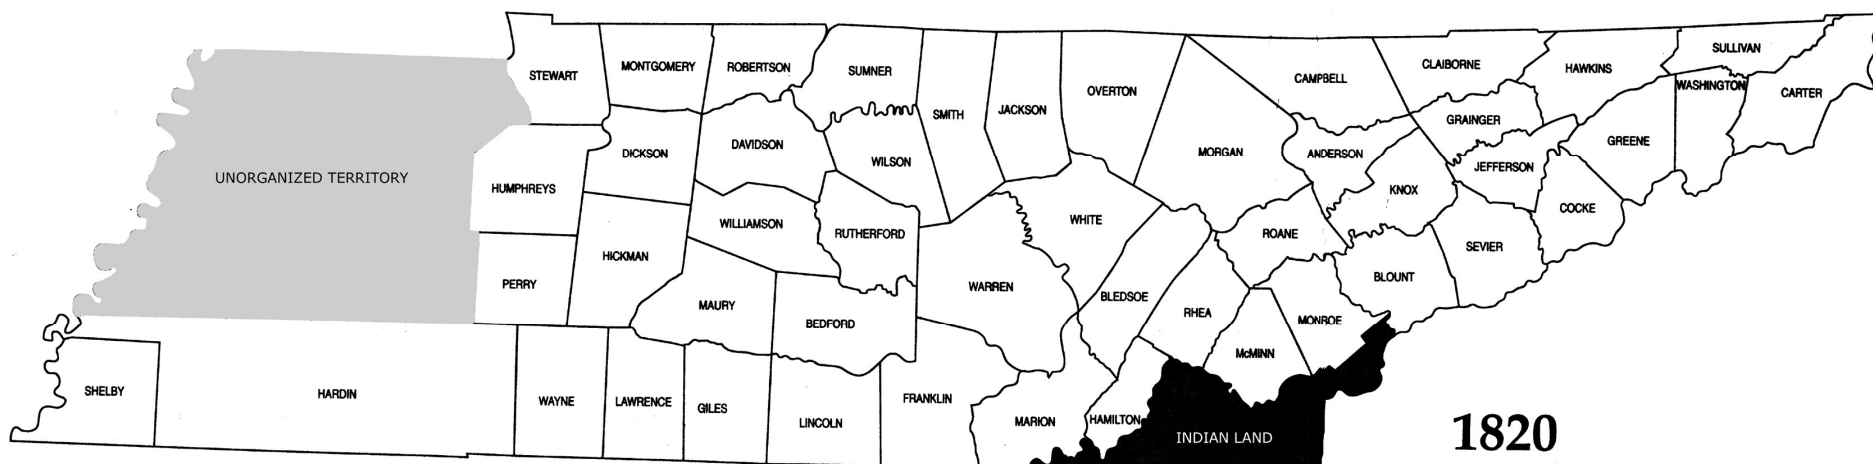 STEWART
MONTGOMERY
ROBERTSON
SUMNER
SMITH
JACKSON
OVERTON
CAMPBELL
CLAIBORNE
HAWKINS
SULLIVAN
WASHINGTON
CARTER
UNORGANIZED TERRITORY
HUMPHREYS
DICKSON
DAVIDSON
WILSON
MORGAN
ANDERSON
GRAINGER
JEFFERSON
GREENE
KNOX
COCKE
WILLIAMSON
RUTHERFORD
WHITE
ROANE
SEVIER
PERRY
HICKMAN
MAURY
BEDFORD
WARREN
BLEDSOE
RHEA
BLOUNT
MONROE
McMINN
SHELBY
HARDIN
WAYNE
LAWRENCE
GILES
LINCOLN
FRANKLIN
MARION
HAMILTON
INDIAN LAND
1820